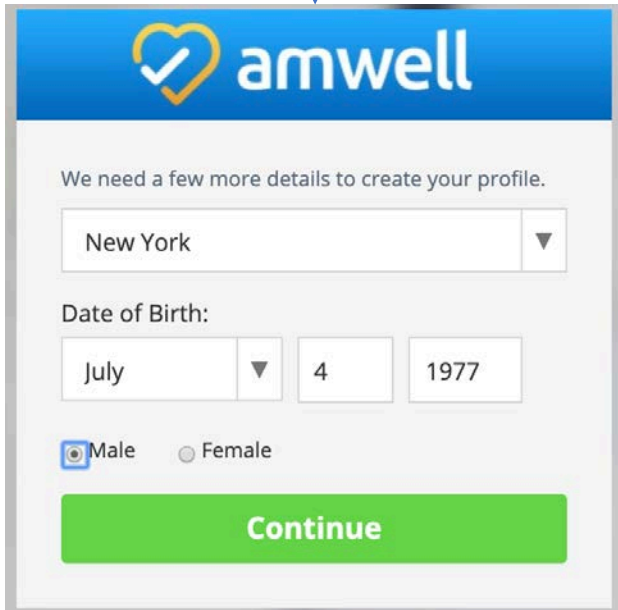 amwell
We need a few more details to create your profile.
New York
Date of Birth:
July 4 1977
Male Female
Continue